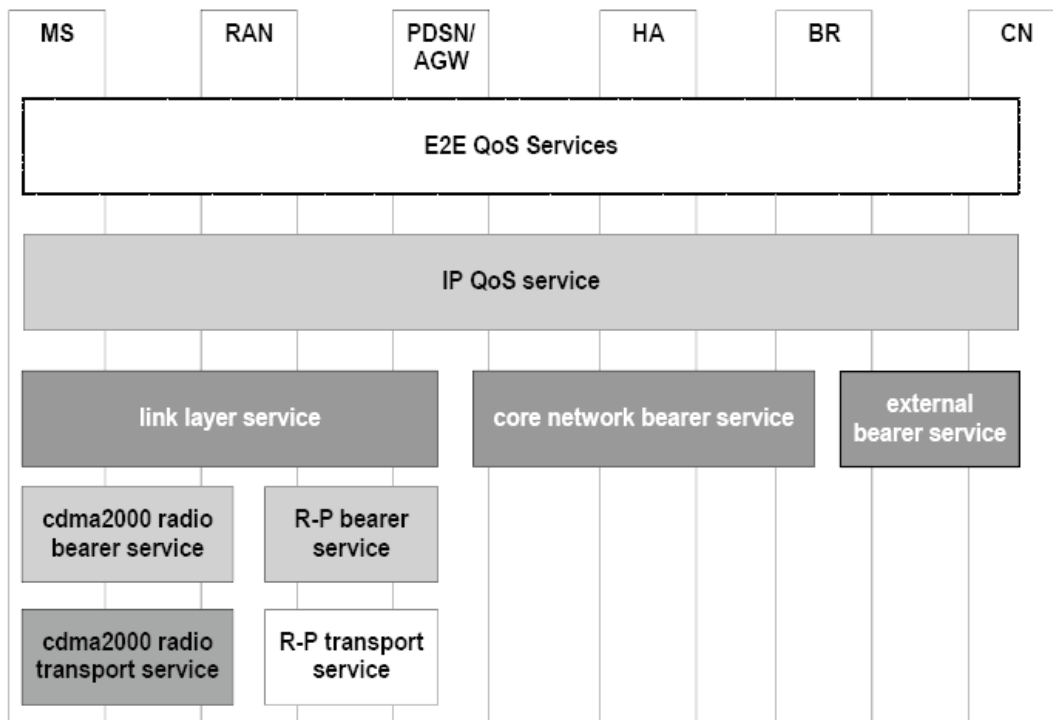 MS
RAN
PDSN/
AGW
HA
BR
CN
E2E QoS Services
IP QoS service
link layer service
core network bearer service
external
bearer service
cdma2000 radio
bearer service
R-P bearer
service
cdma2000 radio
transport service
R-P transport
service